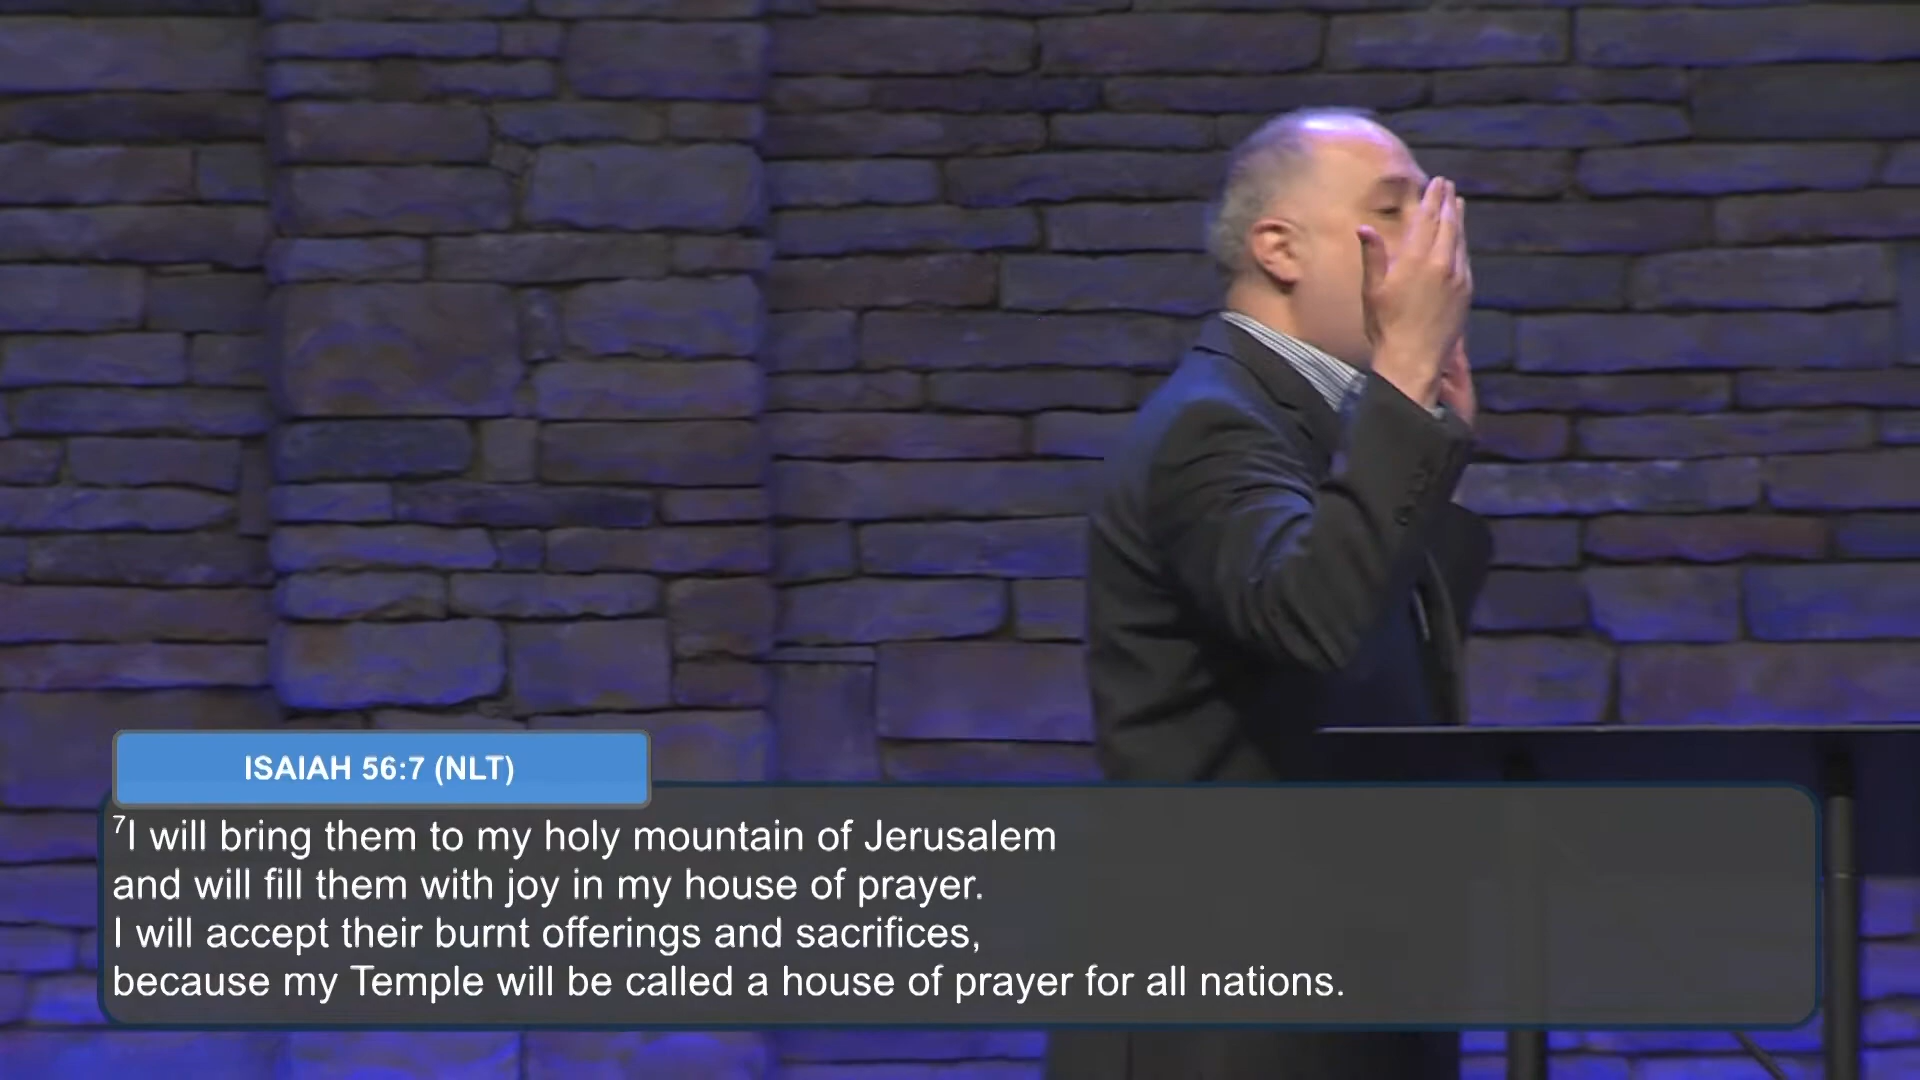 ISAIAH 56:7 (NLT)
⁷I will bring them to my holy mountain of Jerusalem
and will fill them with joy in my house of prayer.
I will accept their burnt offerings and sacrifices,
because my Temple will be called a house of prayer for all nations.